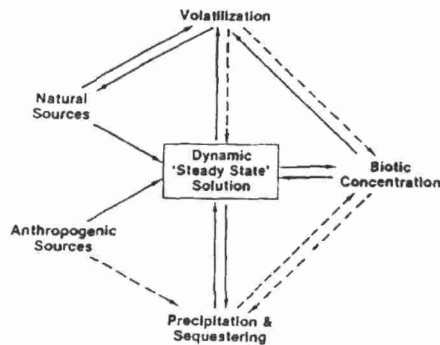 Volatilization
Natural
Sources
Dynamic
'Steady State'
Solution
Biotic
Concentration
Anthropogenic
Sources
Precipitation &
Sequestering